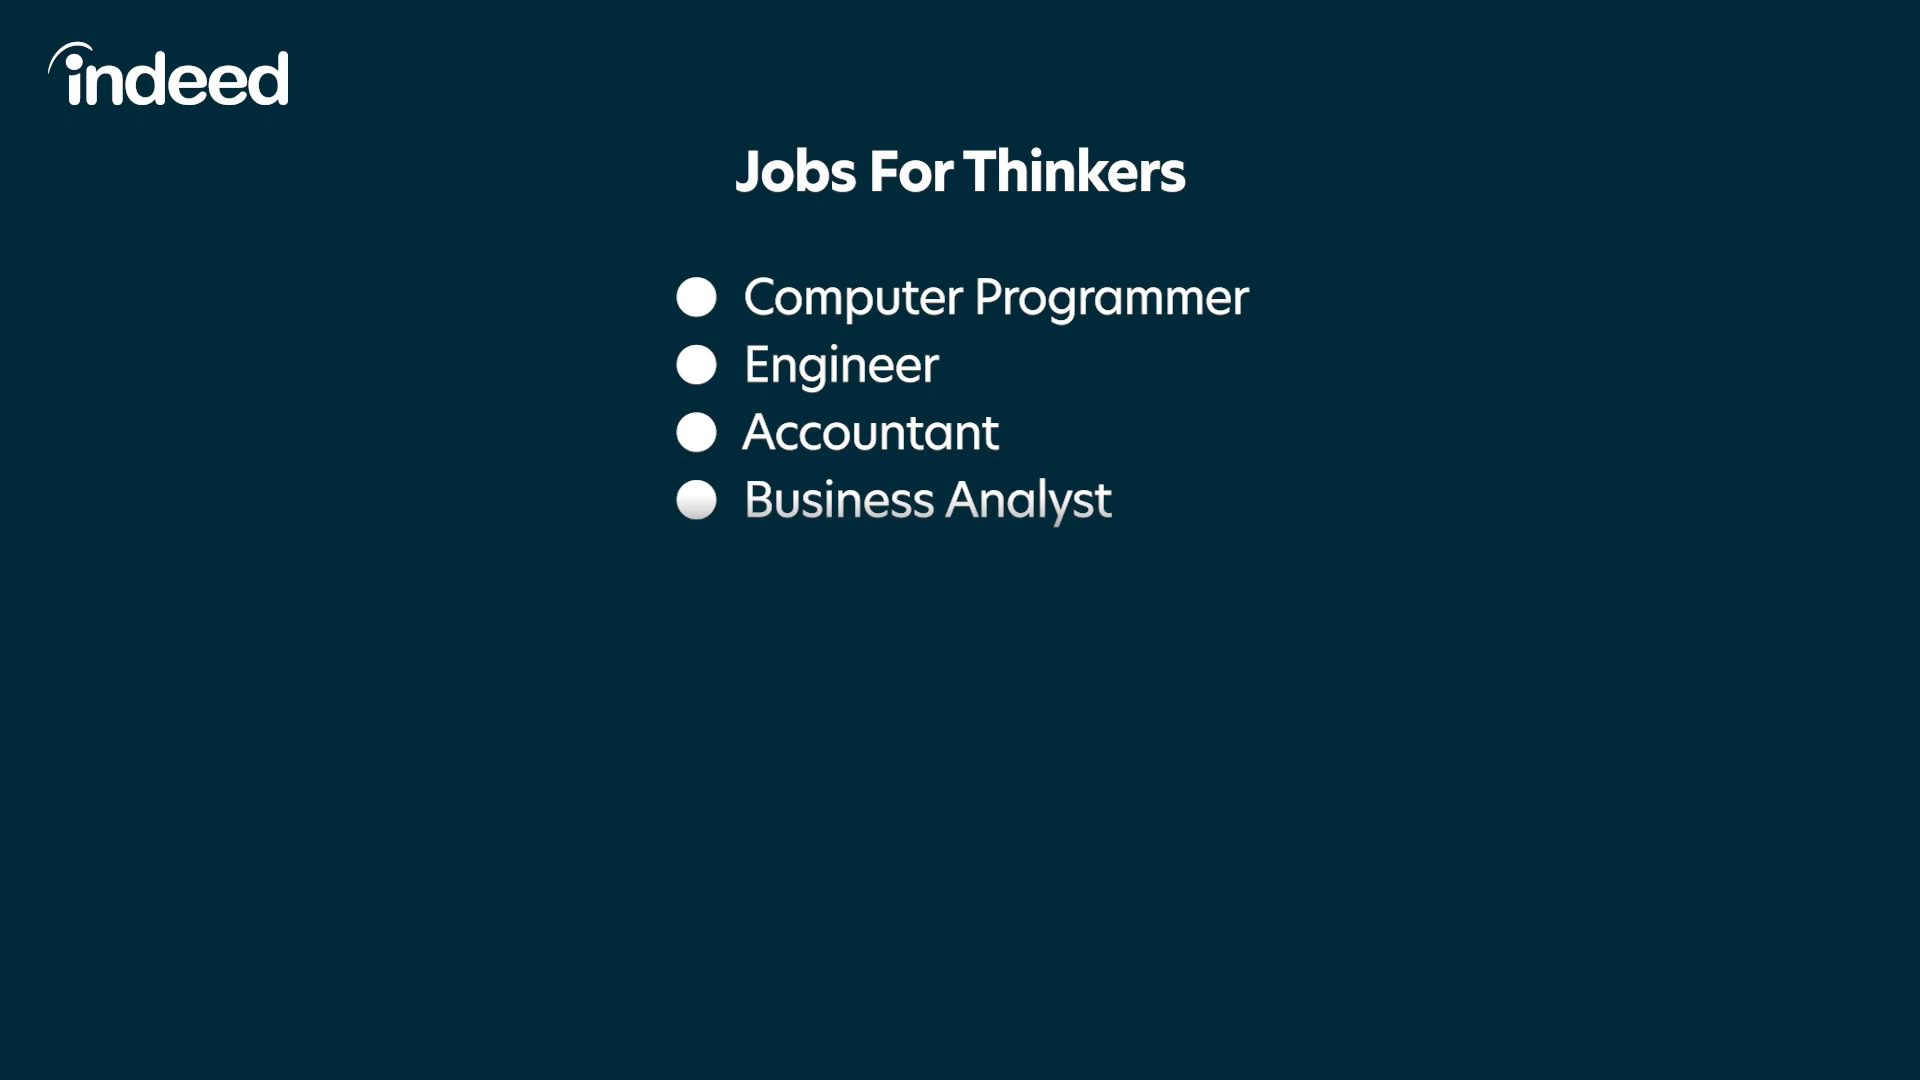 indeed
Jobs For Thinkers
Computer Programmer
Engineer
Accountant
Business Analyst